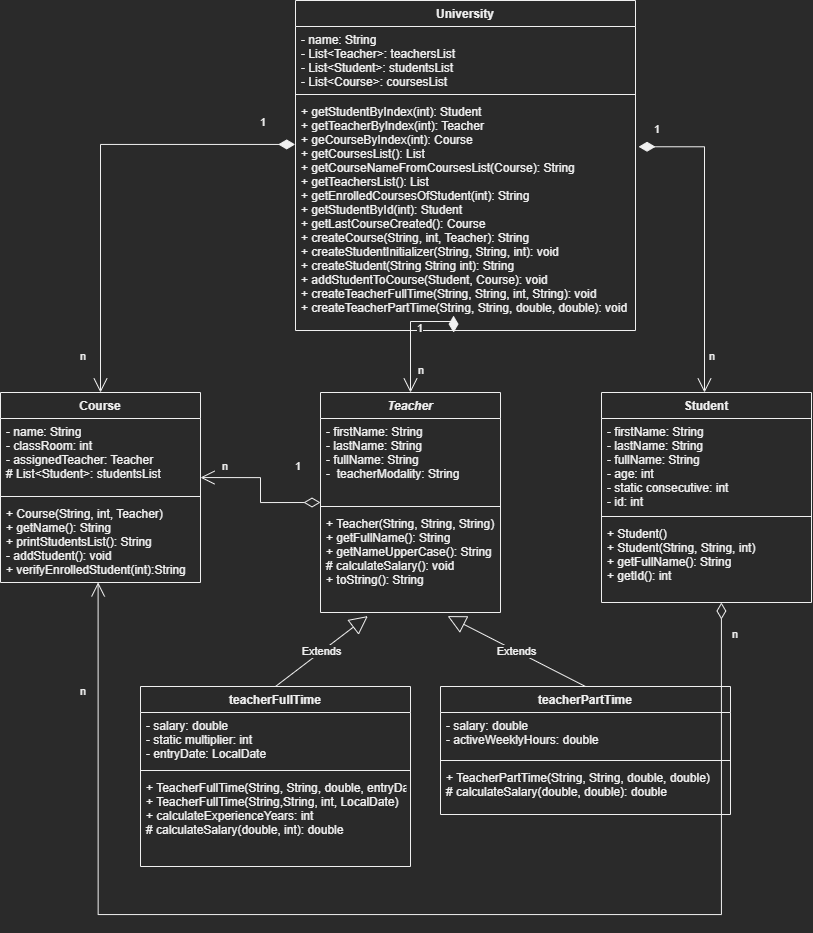 University
- name: String
- List<Teacher>: teachersList
- List<Student>: studentsList
- List<Course>: coursesList
+ getStudentByIndex(int): Student
+ getTeacherByIndex(int): Teacher
+ geCourseByIndex(int): Course
+ getCoursesList(): List
+ getCourseNameFromCoursesList(Course): String
+ getTeachersList(): List
+ getEnrolledCoursesOfStudent(int): String
+ getStudentById(int): Student
+ getLastCourseCreated(): Course
+ createCourse(String, int, Teacher): String
+ createStudentInitializer(String, String, int): void
+ createStudent(String String int): String
+ addStudentToCourse(Student, Course): void
+ createTeacherFullTime(String, String, int, String): void
+ createTeacherPartTime(String, String, double, double): void
1
1
1
n
n
n
Course
- name: String
- classRoom: int
- assignedTeacher: Teacher
# List<Student>: studentsList
+ Course(String, int, Teacher)
+ getName(): String
+ printStudentsList(): String
- addStudent(): void
+ verifyEnrolledStudent(int):String
n
1
Teacher
- firstName: String
- lastName: String
- fullName: String
- teacherModality: String
+ Teacher(String, String, String)
+ getFullName(): String
+ getNameUpperCase(): String
# calculateSalary(): void
+ toString(): String
Student
- firstName: String
- lastName: String
- fullName: String
- age: int
- static consecutive: int
- id: int
+ Student()
+ Student(String, String, int)
+ getFullName(): String
+ getId(): int
n
Extends
Extends
n
teacherFullTime
- salary: double
- static multiplier: int
- entryDate: LocalDate
+ TeacherFullTime(String, String, double, entryDa
+ TeacherFullTime(String,String, int, LocalDate)
+ calculateExperienceYears: int
# calculateSalary(double, int): double
teacherPartTime
- salary: double
- activeWeeklyHours: double
+ TeacherPartTime(String, String, double, double)
# calculateSalary(double, double): double